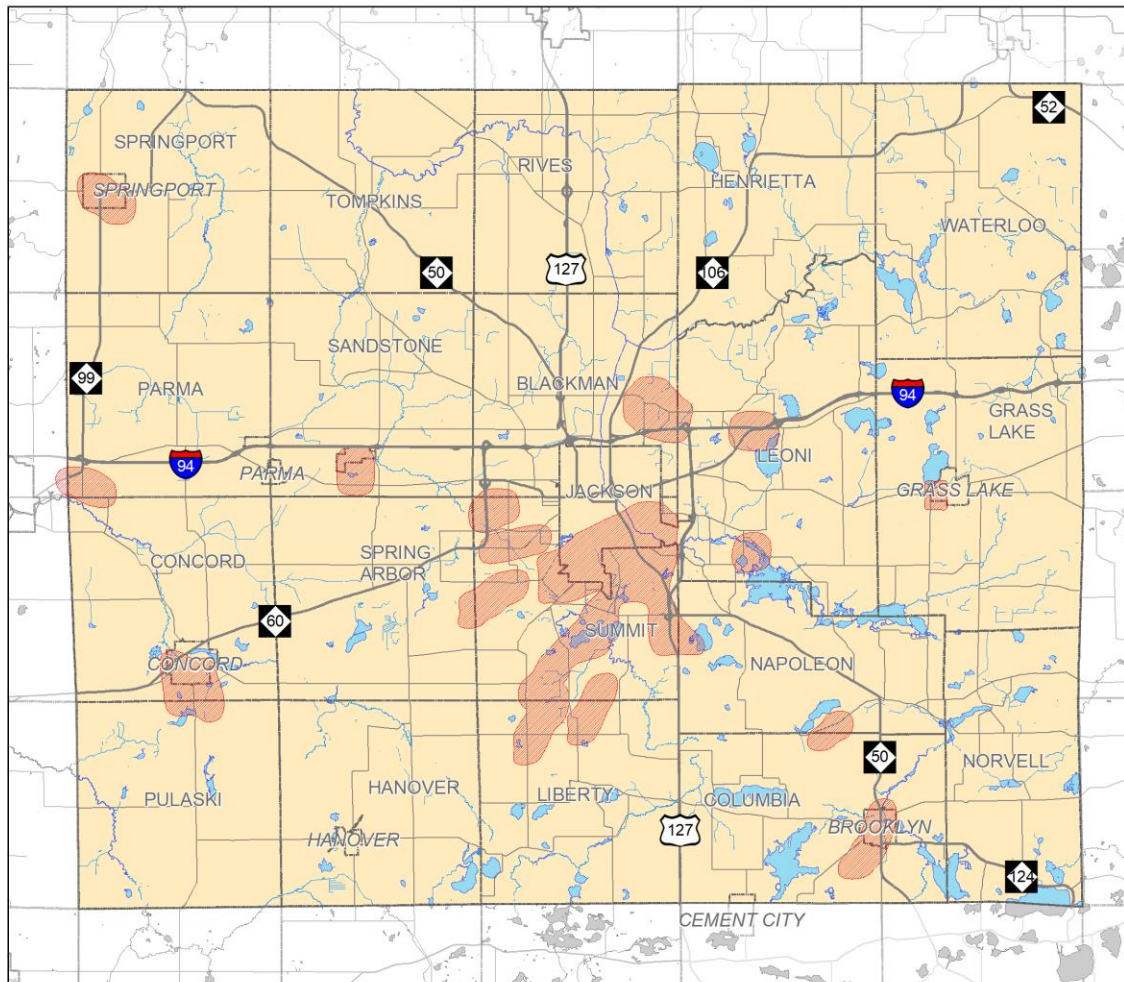 52
SPRINGPORT
RIVES
SPRINGPORT
TOMPKINS
HENRIETTA
WATERLOO
50
127
106
SANDSTONE
99
PARMA
BLACKMAN
94
GRASS
LAKE
94
PARMA
LEONI
JACKSON
GRASS LAKE
CONCORD
SPRING
ARBOR
60
SUMMIT
CONCORD
NAPOLEON
50
NORVELL
PULASKI
HANOVER
LIBERTY
COLUMBIA
HANOVER
127
BROOKLYN
124
CEMENT CITY